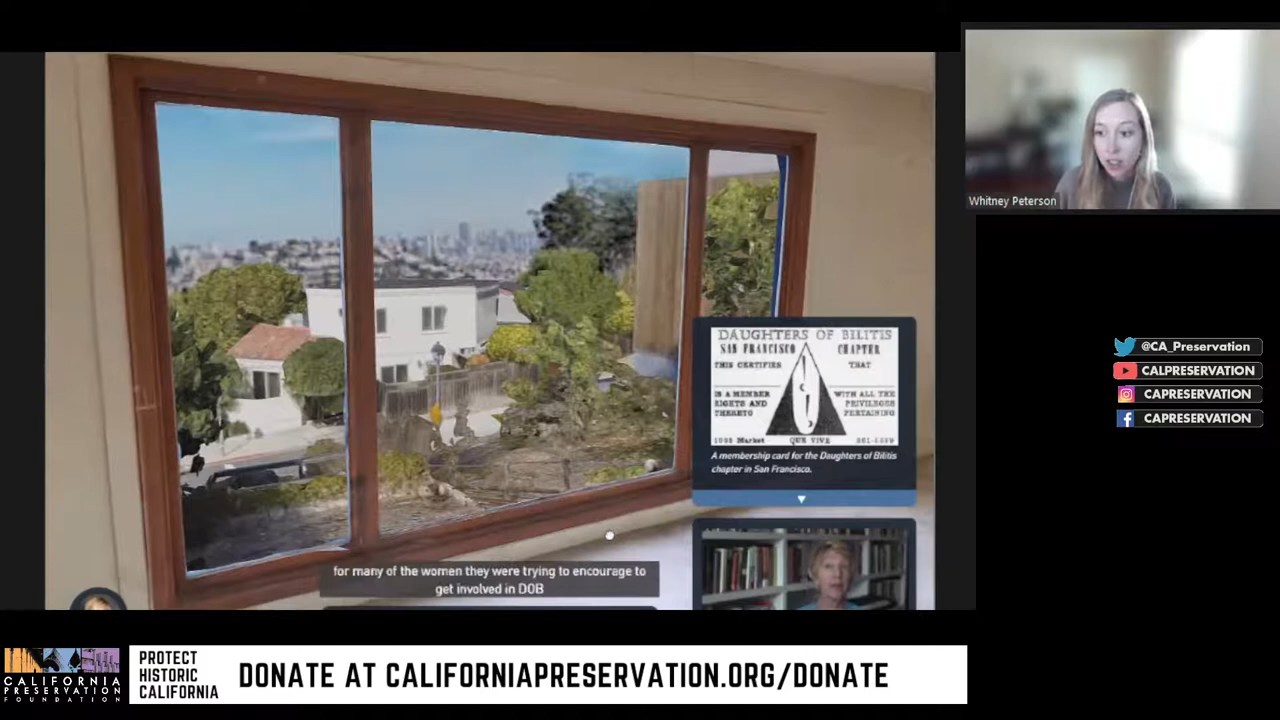 Whitney Peterson
DAUGHTERS OF BILITIS
SAN FRANCISCO CHAPTER
THIS CERTIFIES THAT
IS A MEMBER WITH ALL THE
RIGHTS AND PRIVILEGES
THERETO PERTAINING
1005 Market QUI VIVE
A membership card for the Daughters of Bilitis
chapter in San Francisco.
for many of the women they were trying to encourage to
get involved in DOB
@CA_Preservation
CALPRESERVATION
CAPRESERVATION
CAPRESERVATION
CALIFORNIA
PRESERVATION
FOUNDATION
PROTECT
HISTORIC
CALIFORNIA
DONATE AT CALIFORNIAPRESERVATION.ORG/DONATE